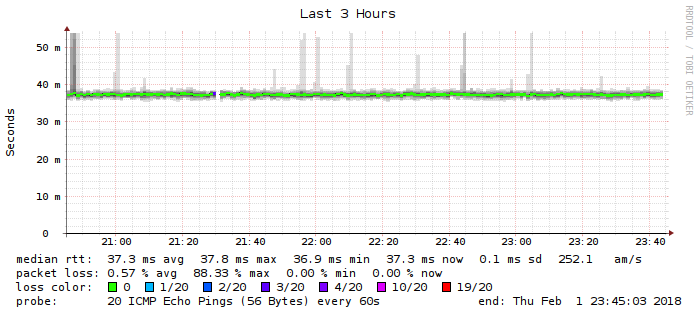 Last 3 Hours
RRDTOOL / TOBI OETIKER
Seconds
50 m
40 m
30 m
20 m
10 m
0
21:00 21:20 21:40 22:00 22:20 22:40 23:00 23:20 23:40
median rtt: 37.3 ms avg 37.8 ms max 36.9 ms min 37.3 ms now 0.1 ms sd 252.1 am/s
packet loss: 0.57 % avg 88.33 % max 0.00 % min 0.00 % now
loss color: 0 1/20 2/20 3/20 4/20 10/20 19/20
probe: 20 ICMP Echo Pings (56 Bytes) every 60s end: Thu Feb 1 23:45:03 2018